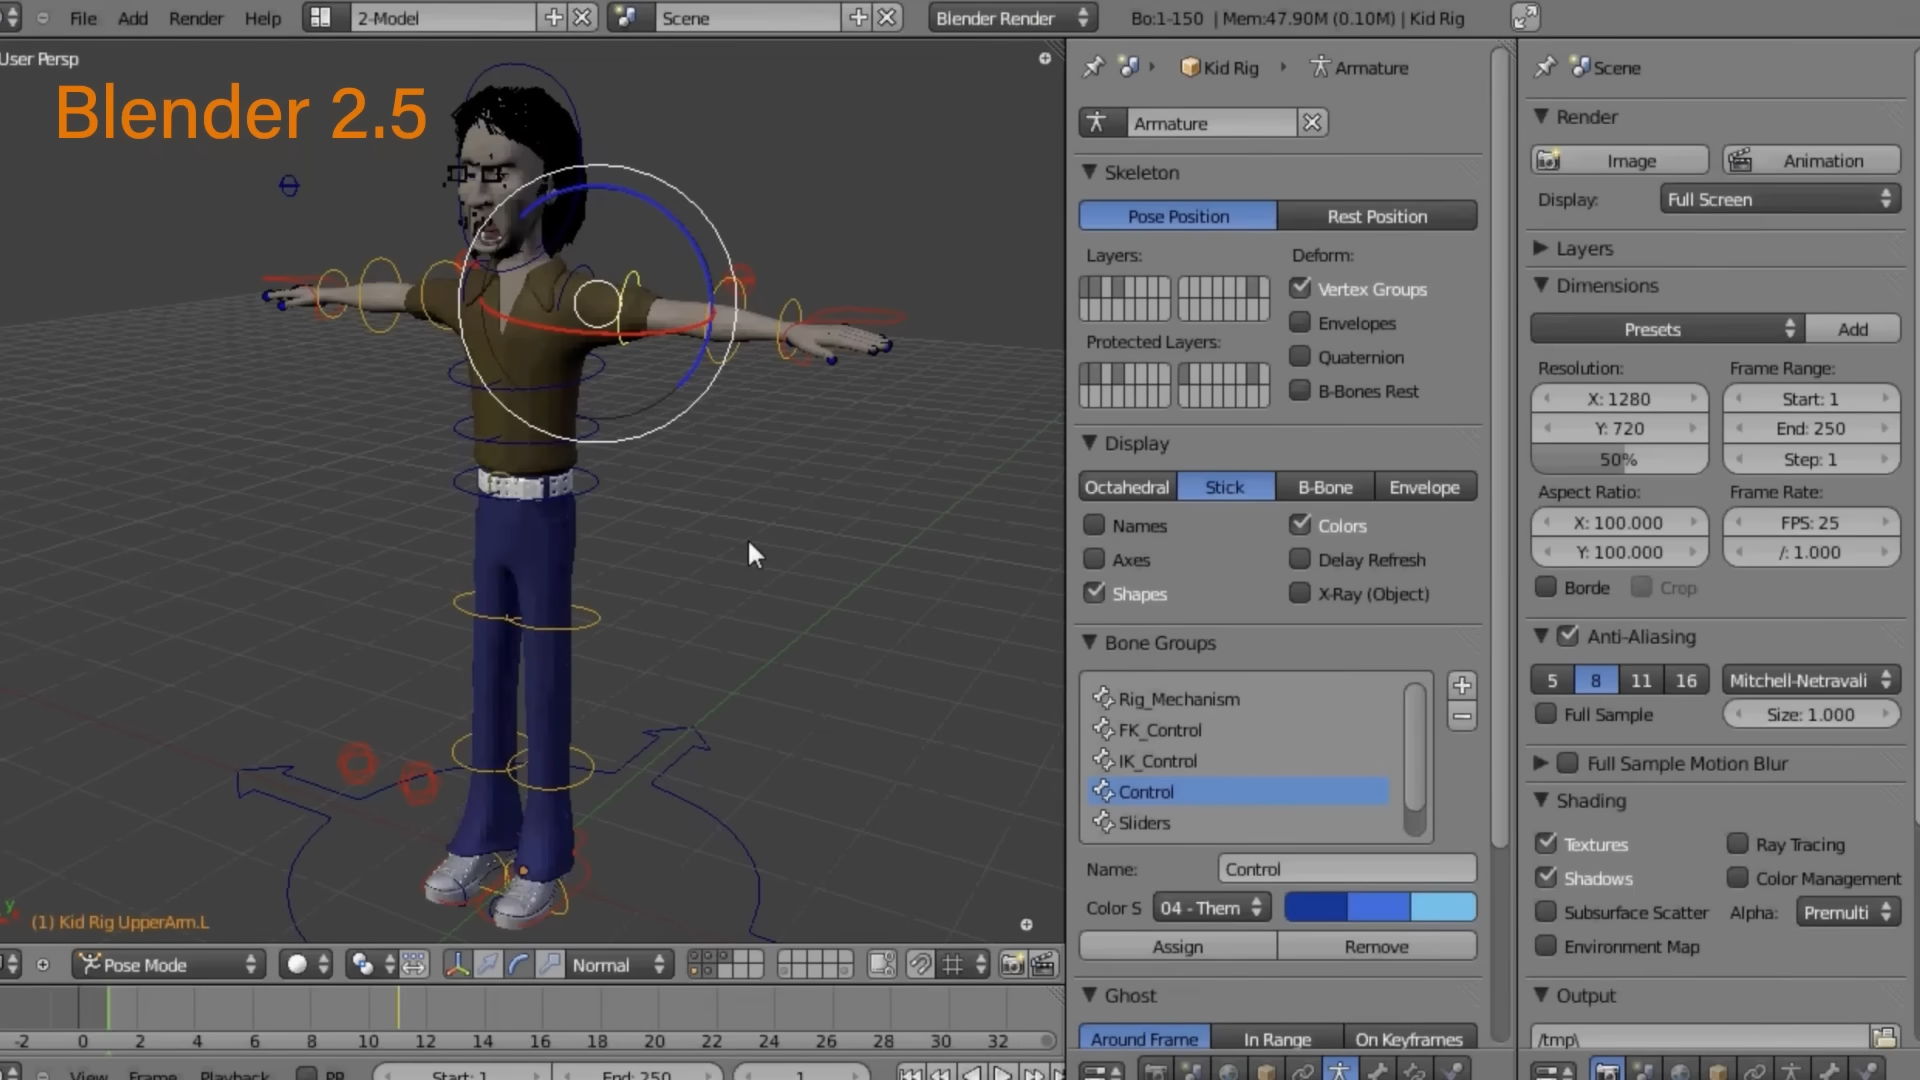 File Add Render Help 2-Model Scene Blender Render Bo:1-150 | Mem:47.90M (0.10M) | Kid Rig
User Persp
Blender 2.5
(1) Kid Rig UpperArm.L
Pose Mode Normal
-2 0 2 4 6 8 10 12 14 16 18 20 22 24 26 28 30 32
View Frame Playback PR Start: 1 End: 250 1
Kid Rig Armature
Armature
Skeleton
Pose Position Rest Position
Layers: Deform:
Vertex Groups
Envelopes
Protected Layers:
Quaternion
B-Bones Rest
Display
Octahedral Stick B-Bone Envelope
Names Colors
Axes Delay Refresh
Shapes X-Ray (Object)
Bone Groups
Rig_Mechanism
FK_Control
IK_Control
Control
Sliders
Name: Control
Color S 04 - Them
Assign Remove
Ghost
Around Frame In Range On Keyframes
Scene
Render
Image Animation
Display: Full Screen
Layers
Dimensions
Presets Add
Resolution: Frame Range:
X: 1280 Start: 1
Y: 720 End: 250
50% Step: 1
Aspect Ratio: Frame Rate:
X: 100.000 FPS: 25
Y: 100.000 /: 1.000
Borde Crop
Anti-Aliasing
5 8 11 16 Mitchell-Netravali
Full Sample Size: 1.000
Full Sample Motion Blur
Shading
Textures Ray Tracing
Shadows Color Management
Subsurface Scatter Alpha: Premulti
Environment Map
Output
/tmp\